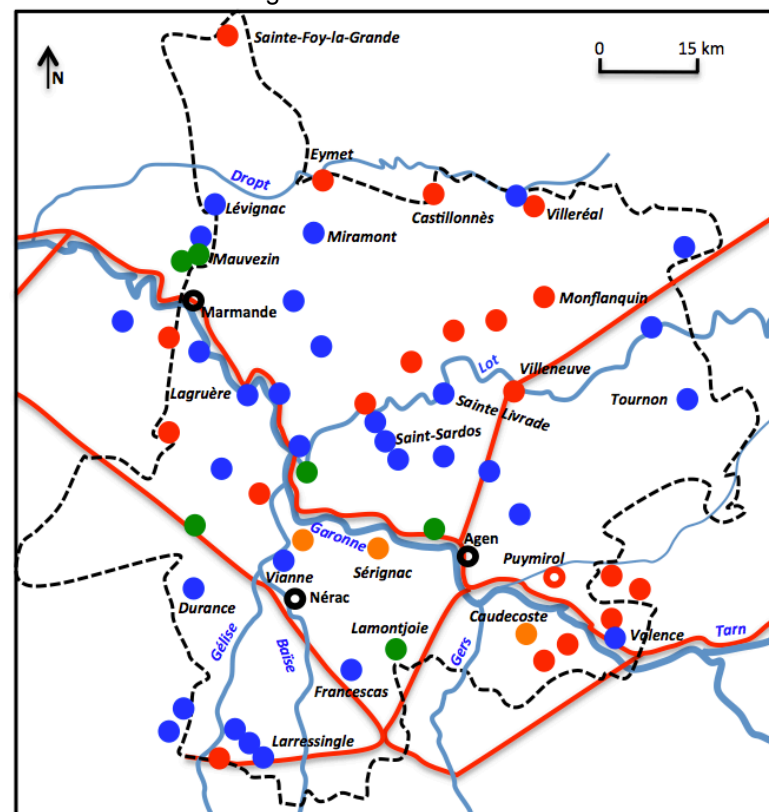 Sainte-Foy-la-Grande
0 15 km
N
Eymet
Dropt
Lévignac
Castillonnès
Villeréal
Miramont
Mauvezin
Monflanquin
Marmande
Lot
Villeneuve
Lagruère
Sainte Livrade
Tournon
Saint-Sardos
Garonne
Agen
Sérignac
Puymirol
Vianne
Durance
Nérac
Caudecoste
Valence
Tarn
Gélise
Baïse
Lamontjoie
Gers
Francescas
Larressingle